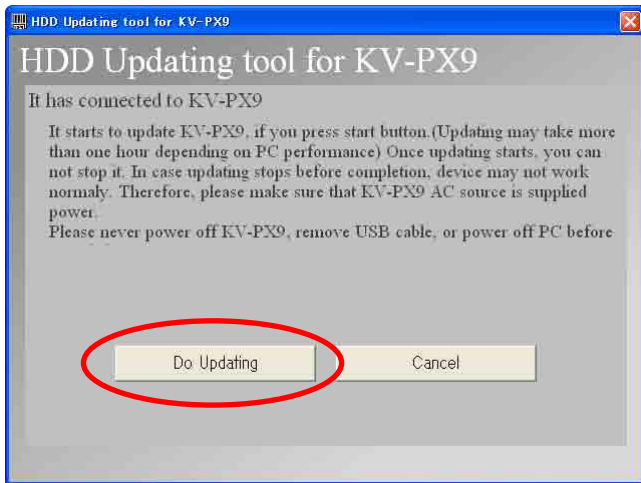 HDD Updating tool for KV-PX9
HDD Updating tool for KV-PX9
It has connected to KV-PX9
It starts to update KV-PX9, if you press start button.(Updating may take more
than one hour depending on PC performance) Once updating starts, you can
not stop it. In case updating stops before completion, device may not work
normaly. Therefore, please make sure that KV-PX9 AC source is supplied
power.
Please never power off KV-PX9, remove USB cable, or power off PC before
Do Updating
Cancel